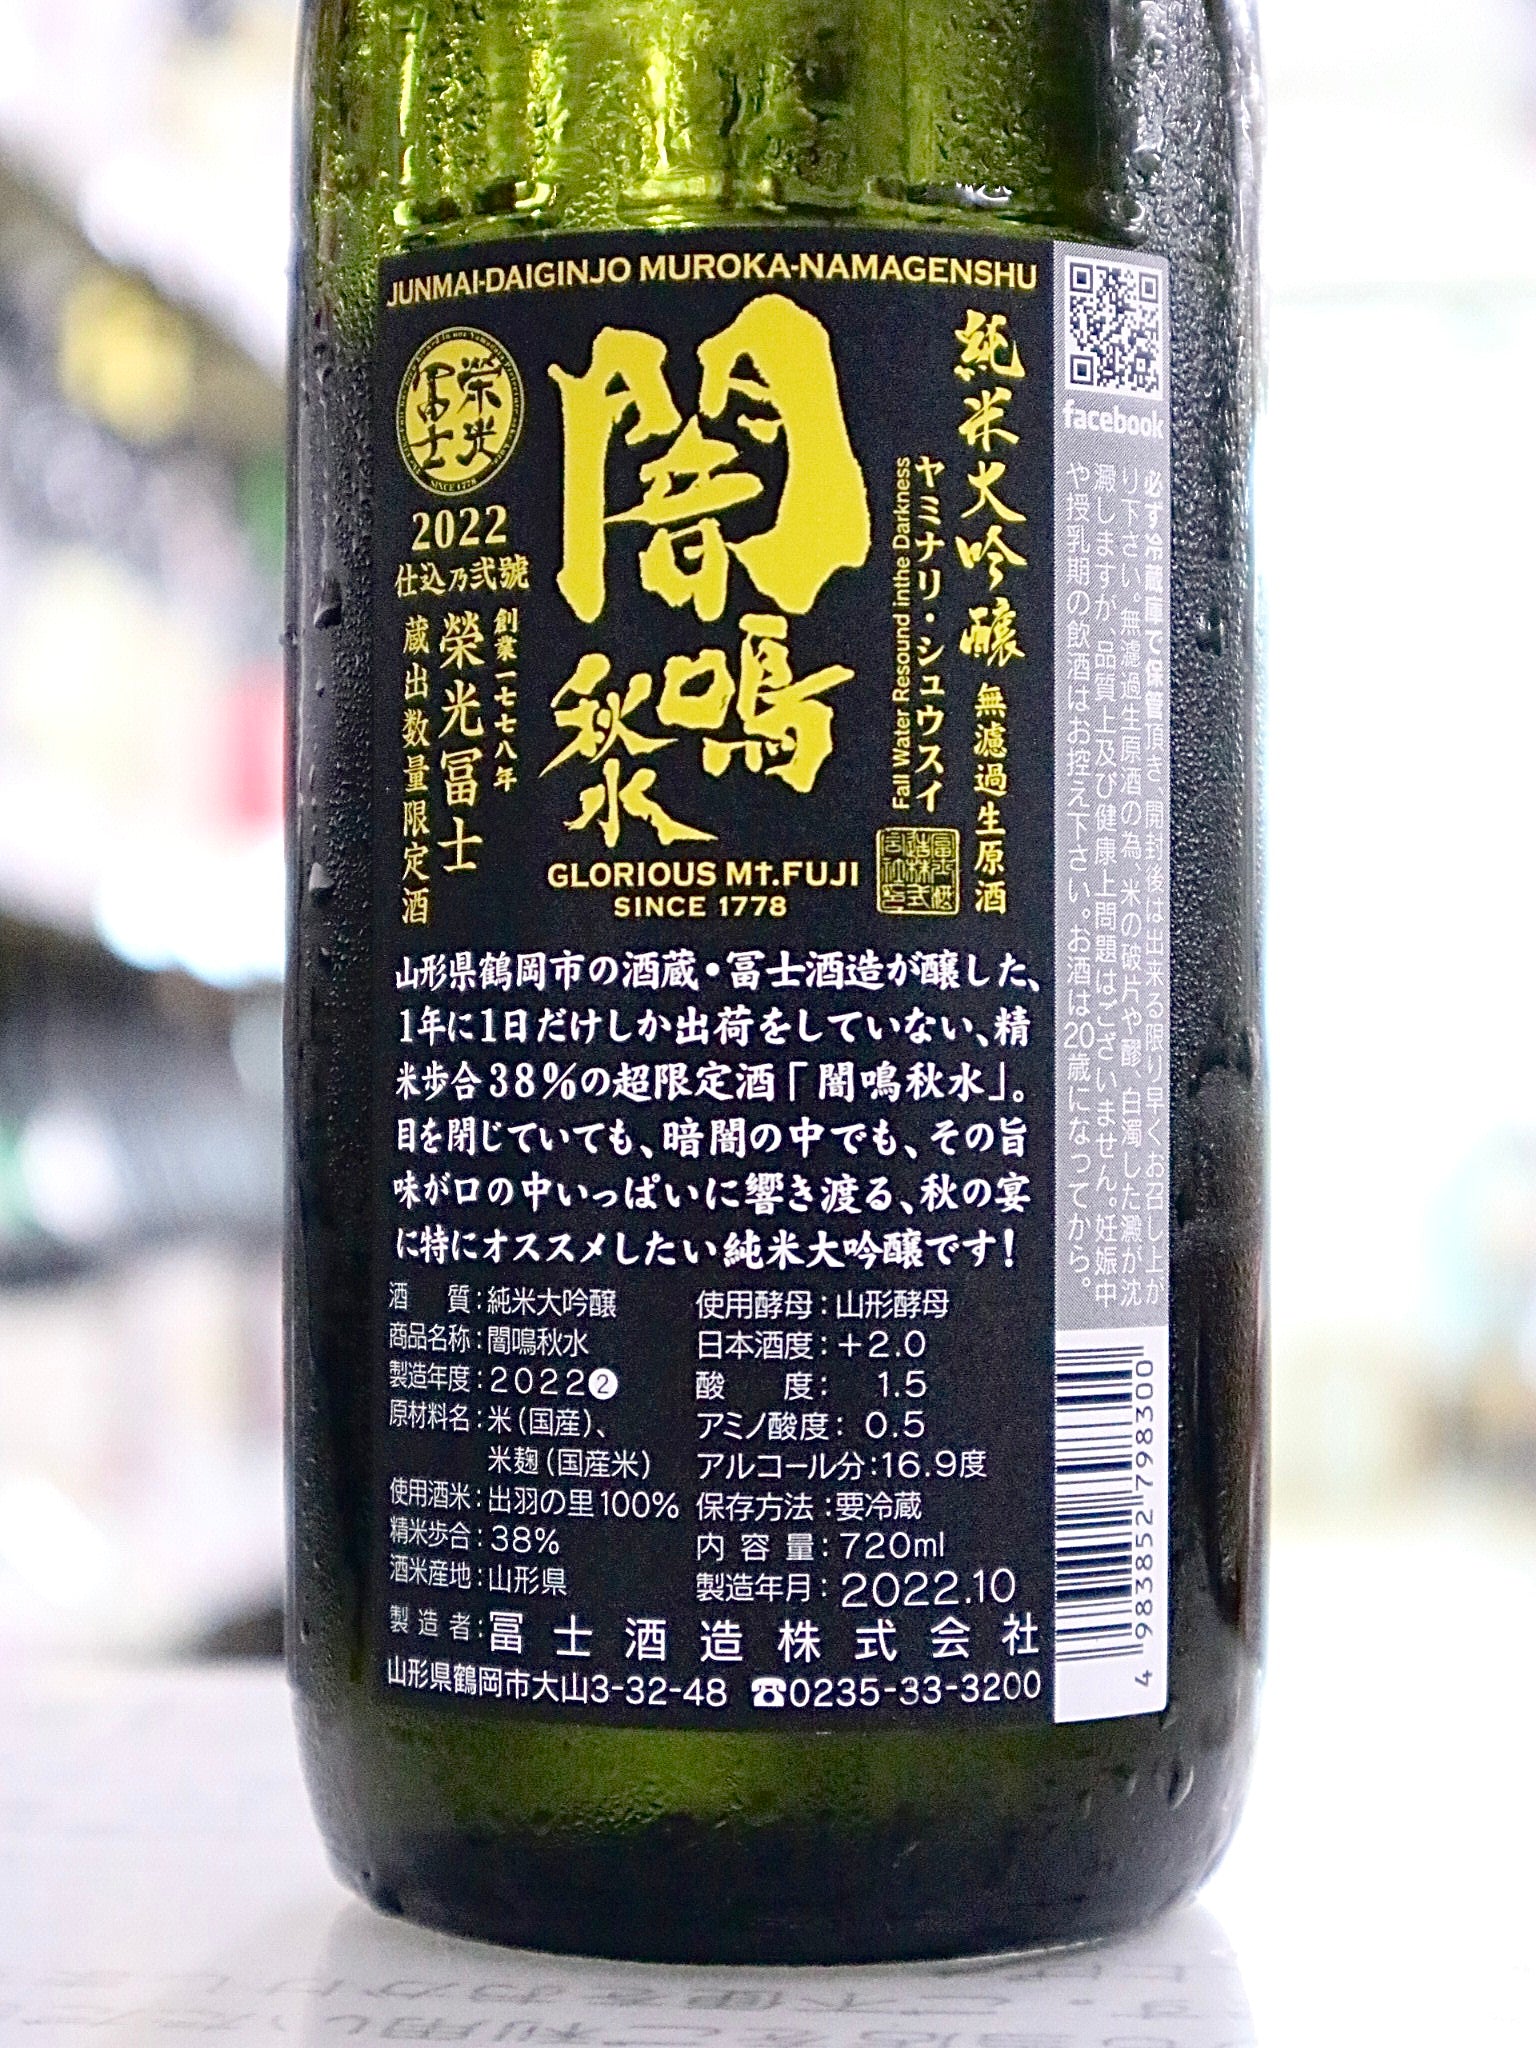 JUNMAI-DAIGINJO MUROKA-NAMAGENSHU
純米大吟醸 無濾過生原酒
ヤミナリ・シュウスイ
Fall Water Resound inthe Darkness
闇鳴
秋水
GLORIOUS Mt.FUJI
SINCE 1778
栄光
冨士
SINCE 1778
2022
仕込乃弐號
創業一七七八年
榮光冨士
蔵出数量限定酒
山形県鶴岡市の酒蔵・冨士酒造が醸した、
1年に1日だけしか出荷をしていない、精
米歩合38%の超限定酒「闇鳴秋水」。
目を閉じていても、暗闇の中でも、その旨
味が口の中いっぱいに響き渡る、秋の宴
に特にオススメしたい純米大吟醸です!
酒 質:純米大吟醸
商品名称:闇鳴秋水
製造年度:2022❷
原材料名:米(国産)、
米麹(国産米)
使用酒米:出羽の里100%
精米歩合:38%
酒米産地:山形県
使用酵母:山形酵母
日本酒度:+2.0
酸 度: 1.5
アミノ酸度: 0.5
アルコール分:16.9度
保存方法:要冷蔵
内容量:720ml
製造年月:2022.10
製造者:冨士酒造株式会社
山形県鶴岡市大山3-32-48 ☎0235-33-3200
facebook
必ず冷蔵庫で保管頂き、開封後は出来る限り早くお召し上が
り下さい。無濾過生原酒の為、米の破片や醪、白濁した澱が沈
澱しますが、品質上及び健康上問題はございません。妊娠中
や授乳期の飲酒はお控え下さい。お酒は20歳になってから。
4 983852 798300